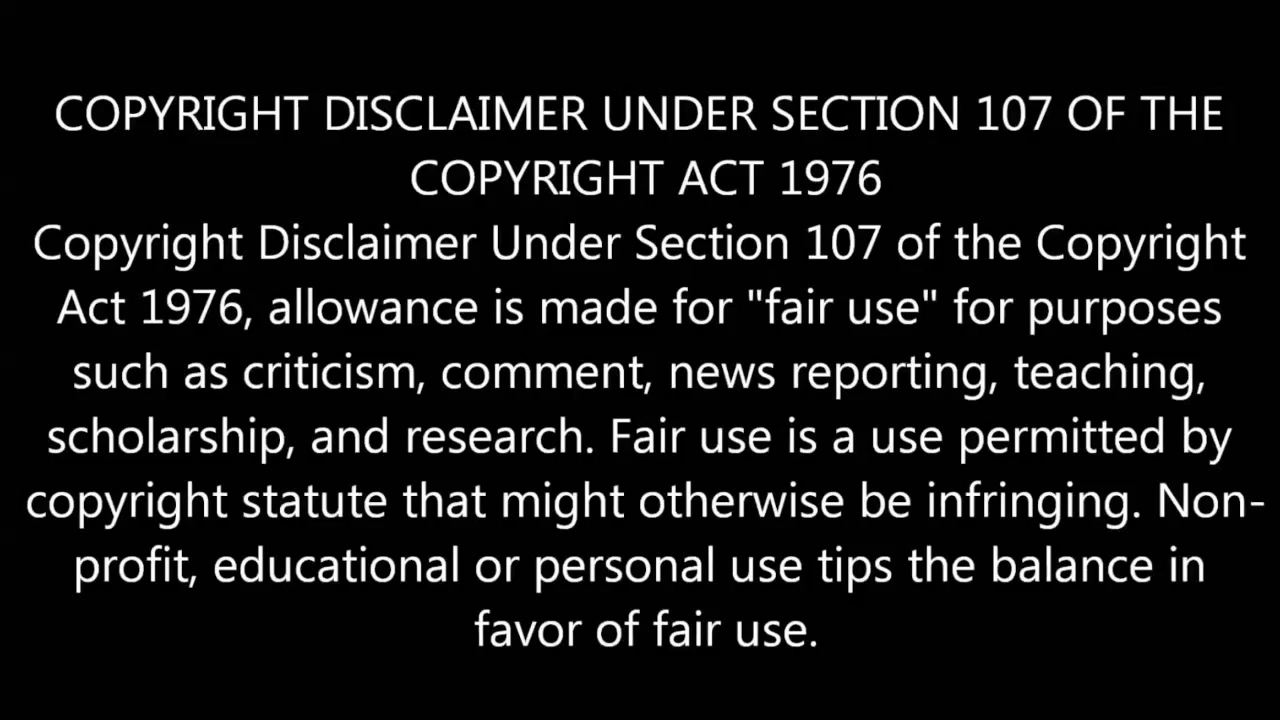 COPYRIGHT DISCLAIMER UNDER SECTION 107 OF THE
COPYRIGHT ACT 1976
Copyright Disclaimer Under Section 107 of the Copyright
Act 1976, allowance is made for "fair use" for purposes
such as criticism, comment, news reporting, teaching,
scholarship, and research. Fair use is a use permitted by
copyright statute that might otherwise be infringing. Non-
profit, educational or personal use tips the balance in
favor of fair use.